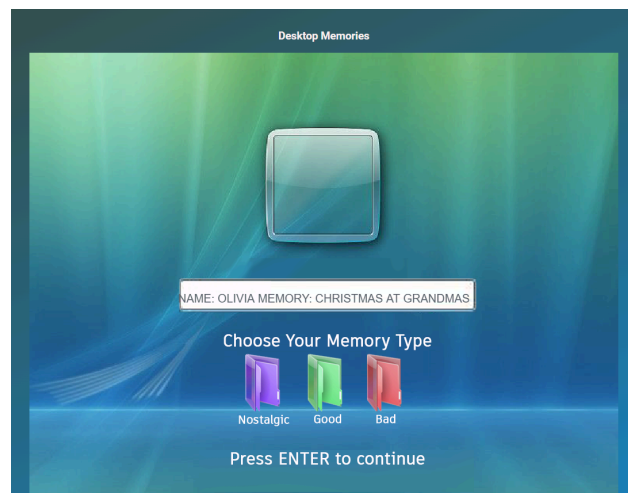 Desktop Memories
NAME: OLIVIA MEMORY: CHRISTMAS AT GRANDMAS
Choose Your Memory Type
Nostalgic Good Bad
Press ENTER to continue